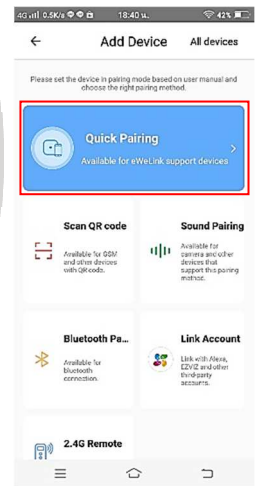 4G 0.5K/s 18:40 น. 42%
Add Device All devices
Please set the device in pairing mode based on user manual and
choose the right pairing method.
Quick Pairing
Available for eWeLink support devices
Scan QR code
Available for GSM
and other devices
with QR code.
Sound Pairing
Available for
camera and other
devices that
support this pairing
method.
Bluetooth Pa...
Available for
bluetooth
connection.
Link Account
Link with Alexa,
EZVIZ and other
third-party
accounts.
2.4G Remote